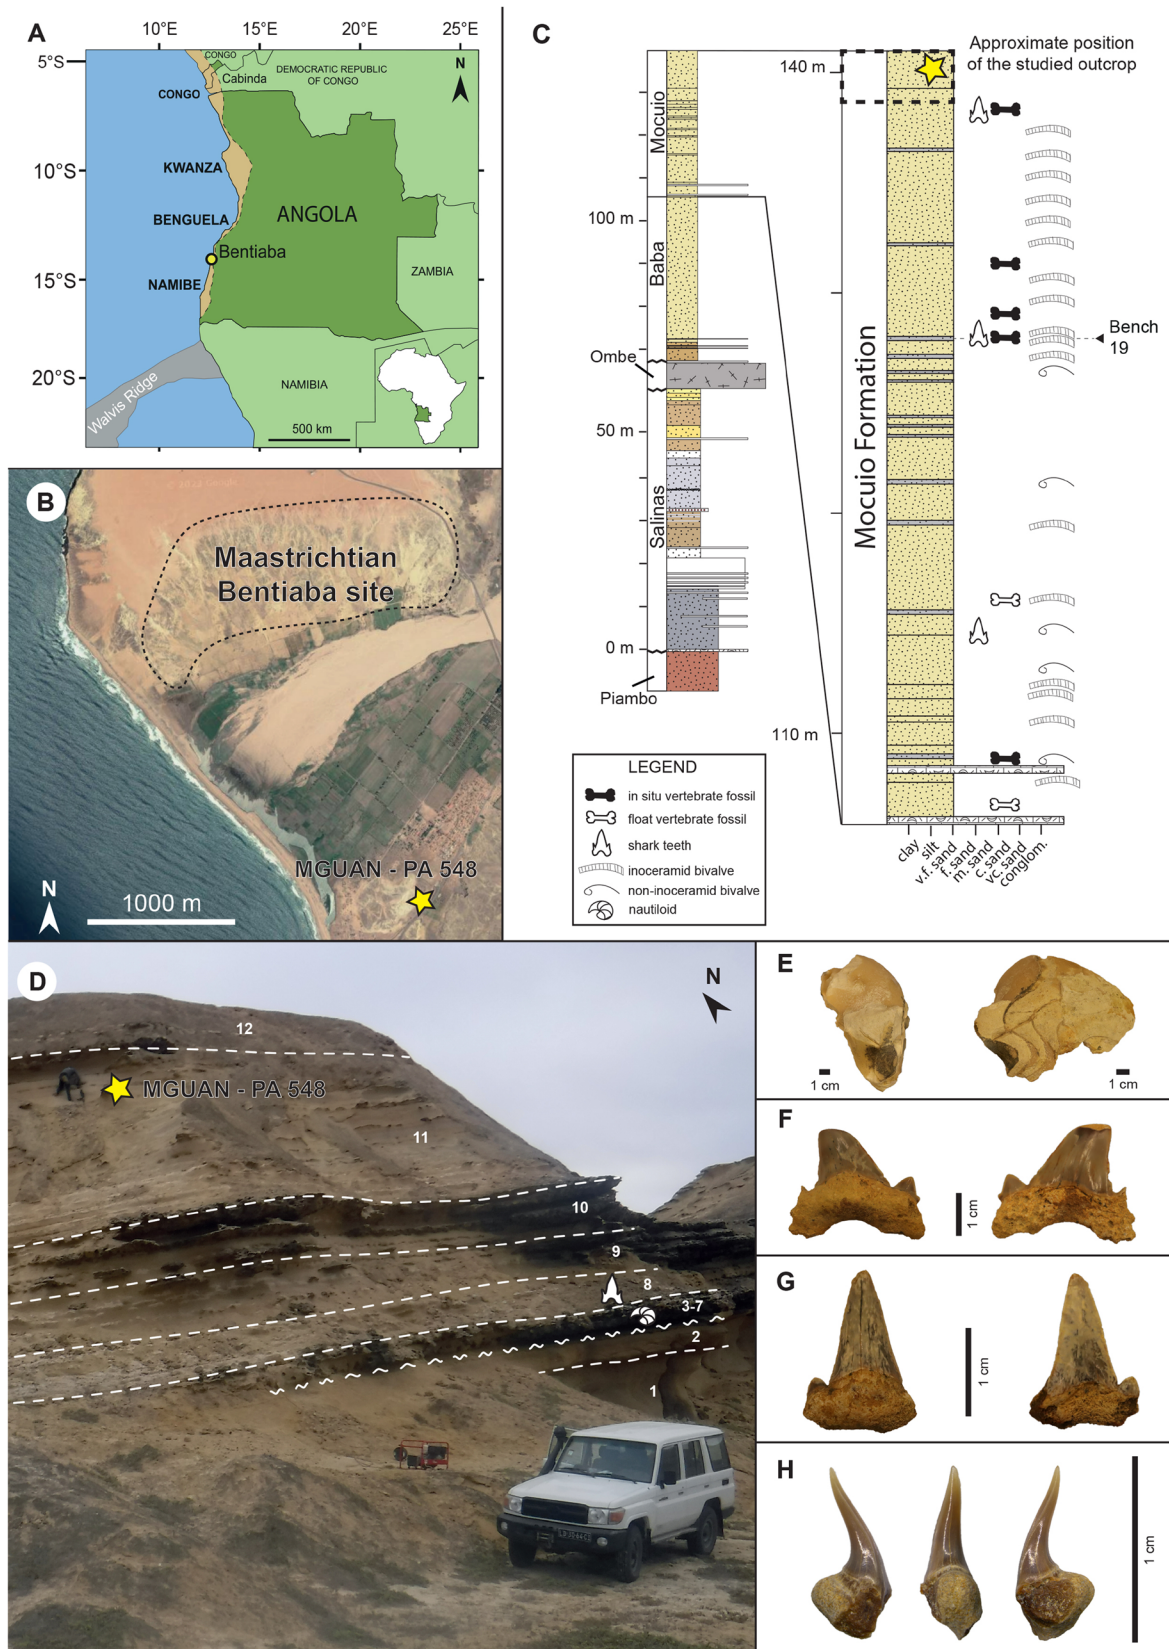 A
10°E
15°E
20°E
25°E
5°S
10°S
15°S
20°S
CONGO
Cabinda
DEMOCRATIC REPUBLIC
OF CONGO
N
CONGO
KWANZA
BENGUELA
ANGOLA
Bentiaba
NAMIBE
ZAMBIA
NAMIBIA
Walvis Ridge
500 km
B
Maastrichtian
Bentiaba site
MGUAN - PA 548
N
1000 m
C
Mocuio
Baba
Ombe
Salinas
Piambo
100 m
50 m
0 m
140 m
110 m
Mocuio Formation
Approximate position
of the studied outcrop
Bench
19
clay
silt
v.f. sand
f. sand
m. sand
c. sand
vc. sand
conglom.
LEGEND
in situ vertebrate fossil
float vertebrate fossil
shark teeth
inoceramid bivalve
non-inoceramid bivalve
nautiloid
D
N
12
MGUAN - PA 548
11
10
9
8
3-7
2
1
E
1 cm
1 cm
F
1 cm
G
1 cm
H
1 cm